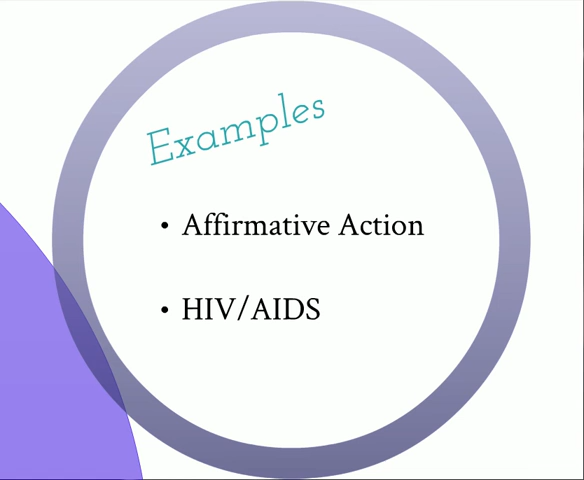 Examples
• Affirmative Action
• HIV/AIDS